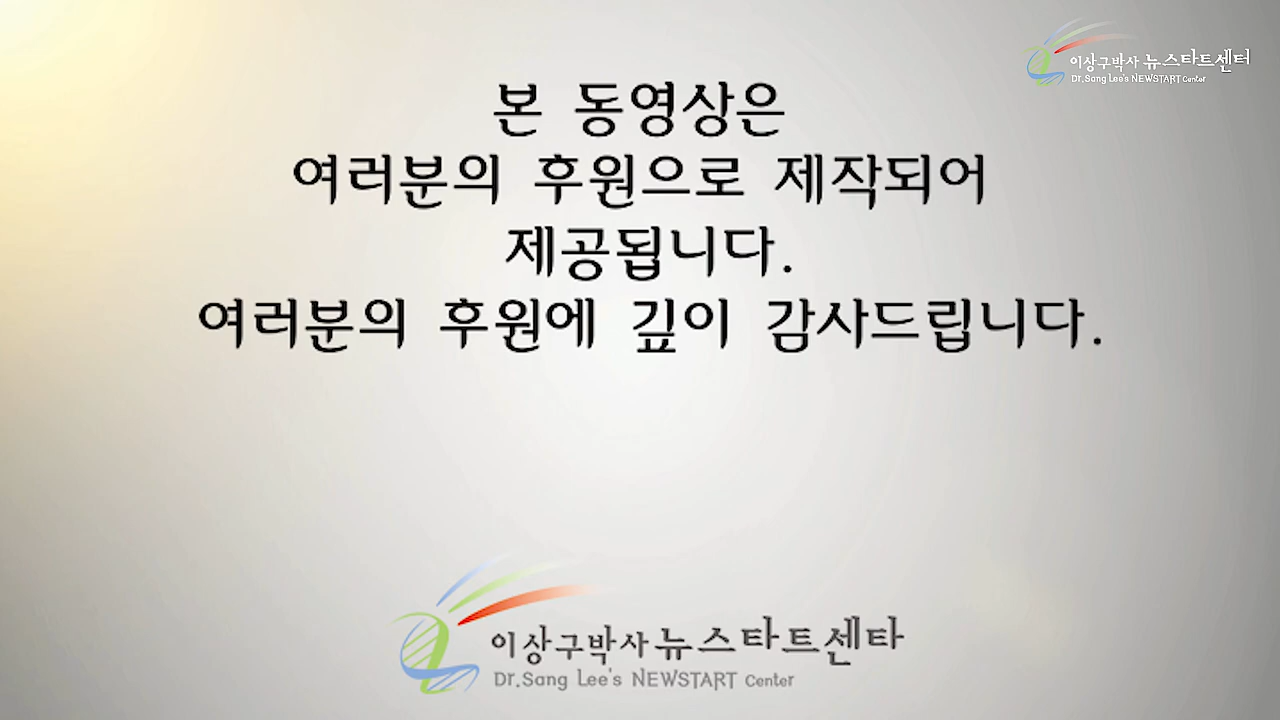 이상구박사 뉴스타트센터
Dr.Sang Lee's NEWSTART Center
본 동영상은
여러분의 후원으로 제작되어
제공됩니다.
여러분의 후원에 깊이 감사드립니다.
이상구박사 뉴스타트센타
Dr.Sang Lee's NEWSTART Center